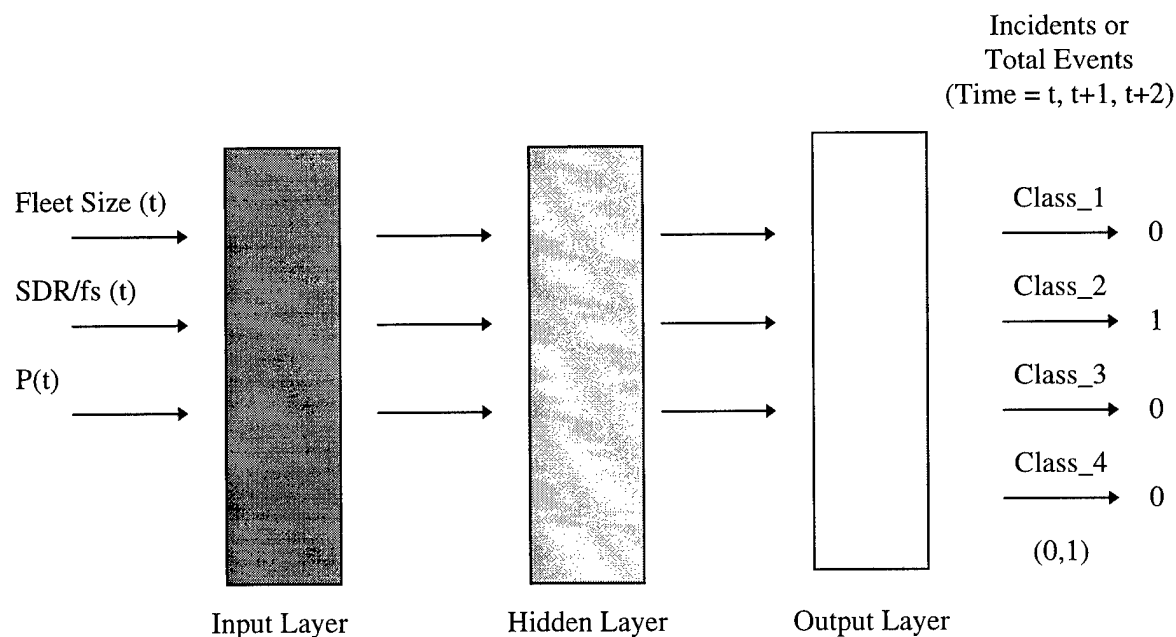 Incidents or
Total Events
(Time = t, t+1, t+2)
Fleet Size (t)
SDR/fs (t)
P(t)
Class_1
0
Class_2
1
Class_3
0
Class_4
0
(0,1)
Input Layer
Hidden Layer
Output Layer